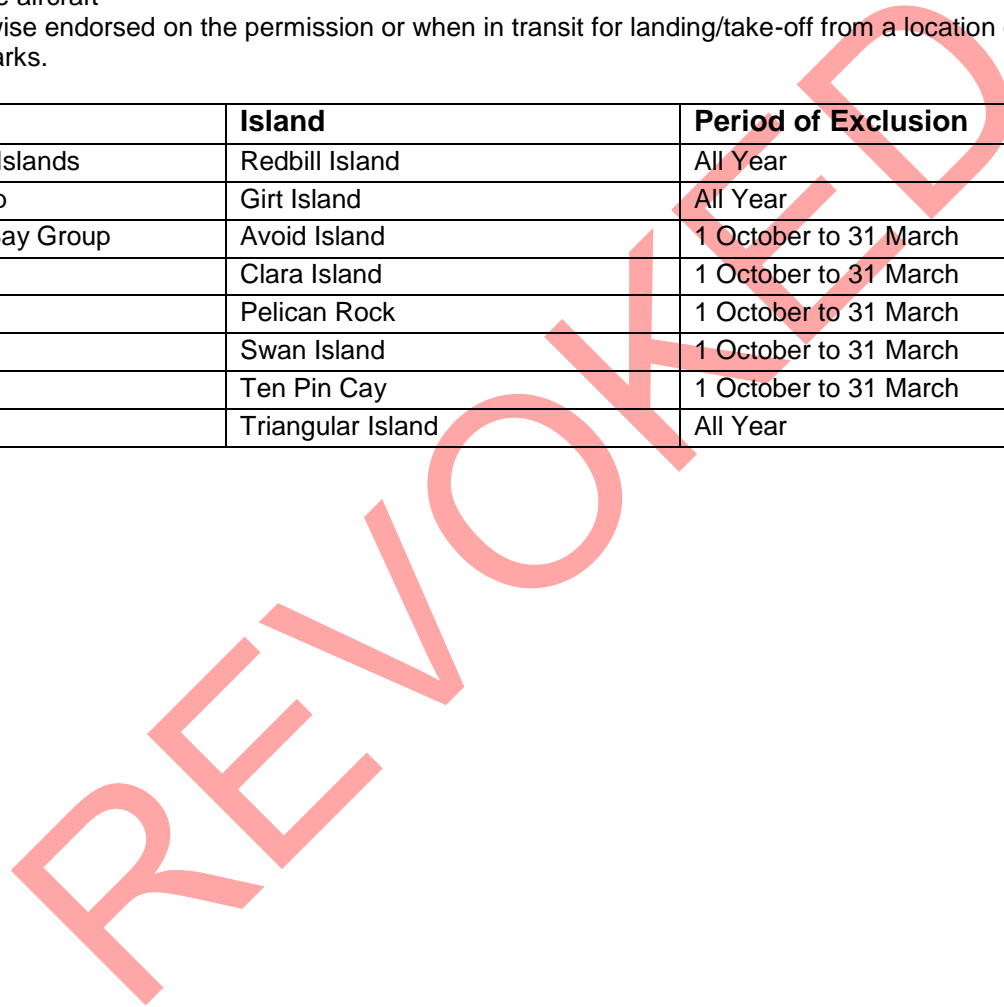 aircraft
endorsed on the permission or when in transit for landing/take-off from a location
Island Period of Exclusion
Islands Redbill Island All Year
Girt Island All Year
Group Avoid Island 1 October to 31 March
Clara Island 1 October to 31 March
Pelican Rock 1 October to 31 March
Swan Island 1 October to 31 March
Ten Pin Cay 1 October to 31 March
Triangular Island All Year
REVOKED